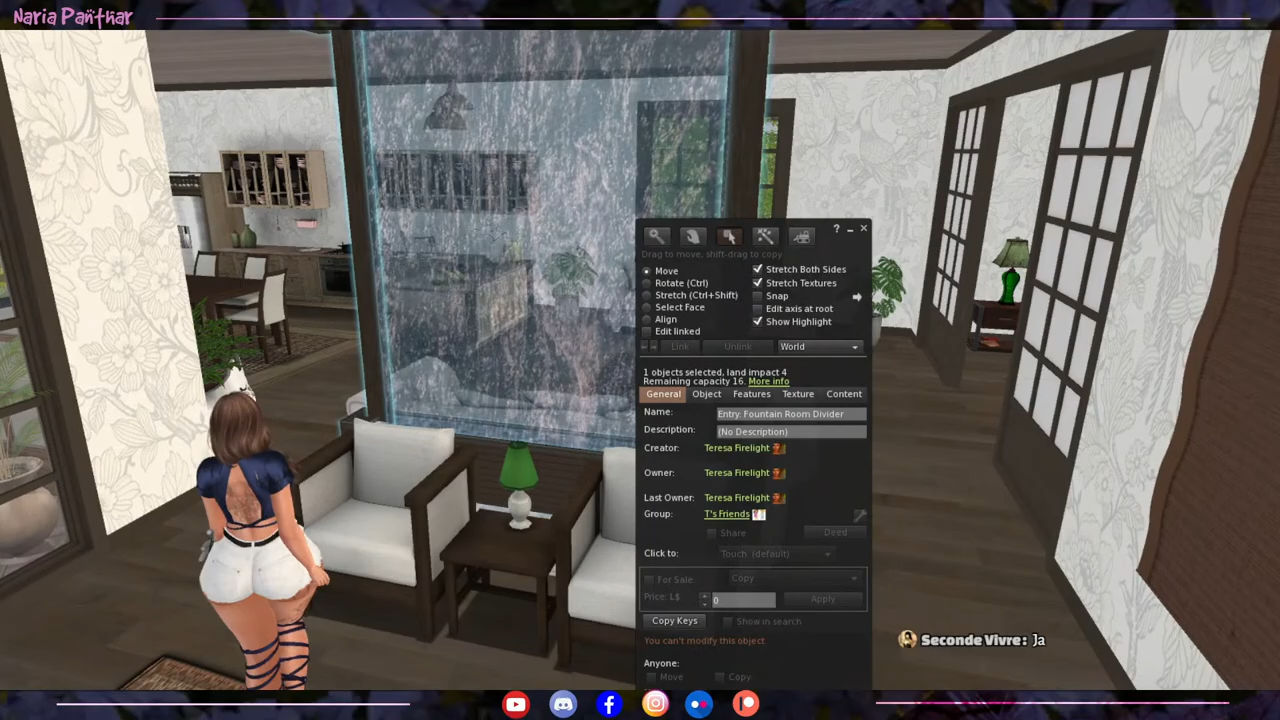 Naria Panthar
?
Drag to move, shift-drag to copy
Move
Rotate (Ctrl)
Stretch (Ctrl+Shift)
Select Face
Align
Edit linked
Stretch Both Sides
Stretch Textures
Snap
Edit axis at root
Show Highlight
Link
Unlink
World
1 objects selected, land impact 4
Remaining capacity 16. More info
General Object Features Texture Content
Name: Entry: Fountain Room Divider
Description: (No Description)
Creator: Teresa Firelight
Owner: Teresa Firelight
Last Owner: Teresa Firelight
Group: T's Friends
Share Deed
Click to: Touch (default)
For Sale: Copy
Price: L$ 0 Apply
Copy Keys Show in search
You can't modify this object
Anyone:
Move Copy
Seconde Vivre: Ja